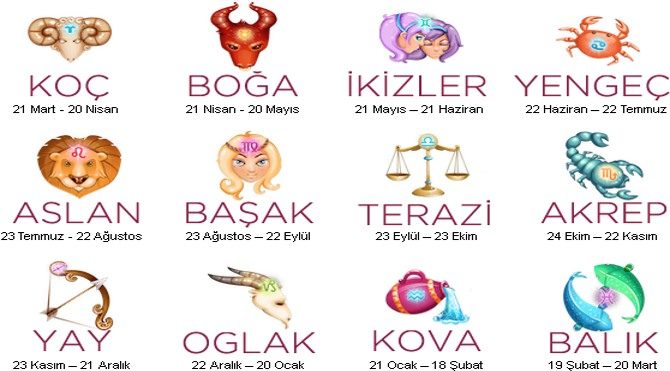 KOÇ
21 Mart - 20 Nisan
BOĞA
21 Nisan - 20 Mayıs
İKİZLER
21 Mayıs – 21 Haziran
YENGEÇ
22 Haziran – 22 Temmuz
ASLAN
23 Temmuz - 22 Ağustos
BAŞAK
23 Ağustos – 22 Eylül
TERAZİ
23 Eylül – 23 Ekim
AKREP
24 Ekim – 22 Kasım
YAY
23 Kasım – 21 Aralık
OGLAK
22 Aralık – 20 Ocak
KOVA
21 Ocak – 18 Şubat
BALIK
19 Şubat – 20 Mart